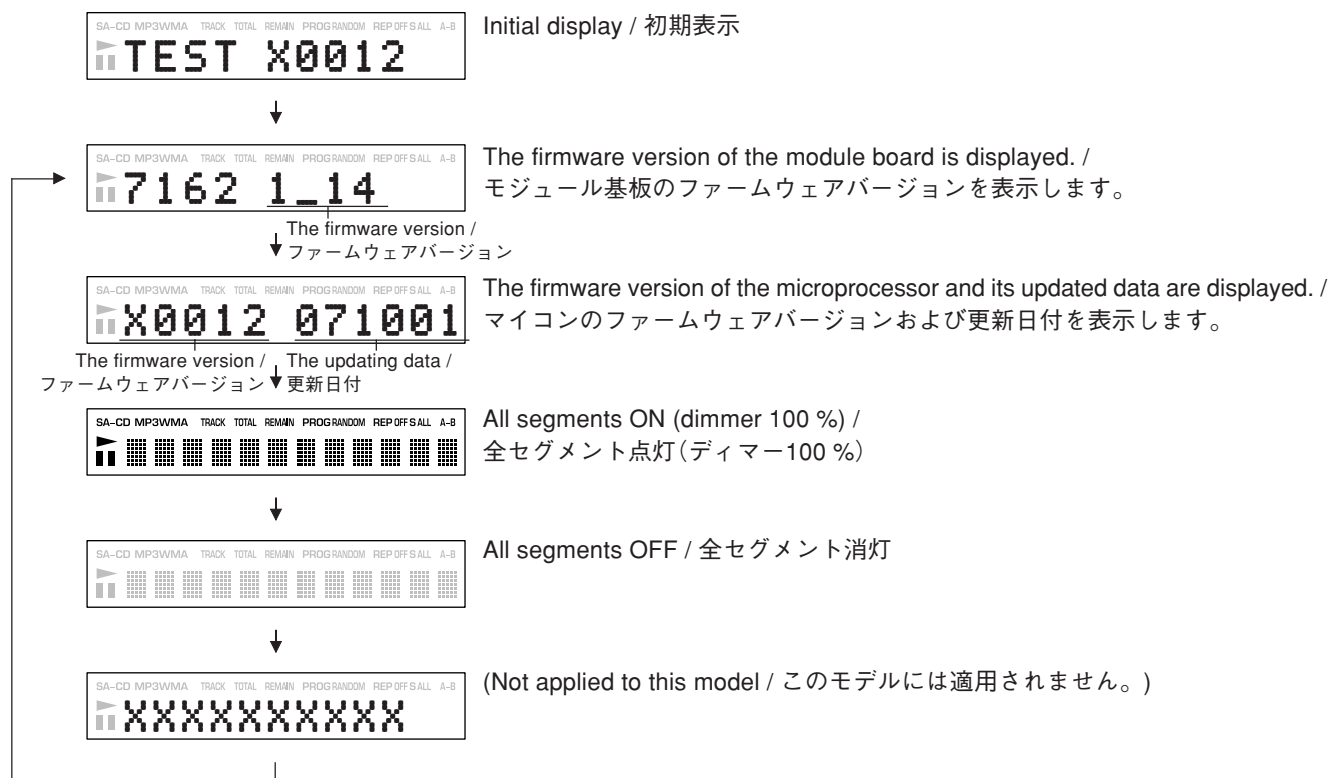 SA-CD MP3WMA TRACK TOTAL REMAIN PROG RANDOM REP OFF S ALL A-B
TEST X0012
Initial display / 初期表示
SA-CD MP3WMA TRACK TOTAL REMAIN PROG RANDOM REP OFF S ALL A-B
7162 1_14
The firmware version of the module board is displayed. /
モジュール基板のファームウェアバージョンを表示します。
The firmware version /
ファームウェアバージョン
SA-CD MP3WMA TRACK TOTAL REMAIN PROG RANDOM REP OFF S ALL A-B
X0012 071001
The firmware version of the microprocessor and its updated data are displayed. /
マイコンのファームウェアバージョンおよび更新日付を表示します。
The firmware version /
ファームウェアバージョン
The updating data /
更新日付
SA-CD MP3WMA TRACK TOTAL REMAIN PROG RANDOM REP OFF S ALL A-B
All segments ON (dimmer 100 %) /
全セグメント点灯（ディマー100 %）
SA-CD MP3WMA TRACK TOTAL REMAIN PROG RANDOM REP OFF S ALL A-B
All segments OFF / 全セグメント消灯
SA-CD MP3WMA TRACK TOTAL REMAIN PROG RANDOM REP OFF S ALL A-B
XXXXXXXXXX
(Not applied to this model / このモデルには適用されません。)